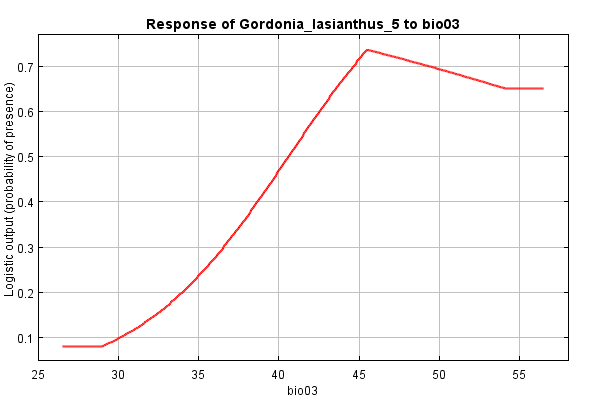 Response of Gordonia_lasianthus_5 to bio03
Logistic output (probability of presence)
0.7
0.6
0.5
0.4
0.3
0.2
0.1
25 30 35 40 45 50 55
bio03